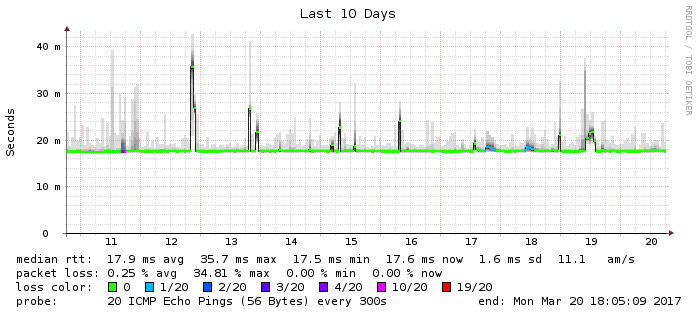 Last 10 Days
RRDTOOL / TOBI OETIKER
Seconds
40 m
30 m
20 m
10 m
0
11 12 13 14 15 16 17 18 19 20
median rtt: 17.9 ms avg 35.7 ms max 17.5 ms min 17.6 ms now 1.6 ms sd 11.1 am/s
packet loss: 0.25 % avg 34.81 % max 0.00 % min 0.00 % now
loss color: 0 1/20 2/20 3/20 4/20 10/20 19/20
probe: 20 ICMP Echo Pings (56 Bytes) every 300s end: Mon Mar 20 18:05:09 2017